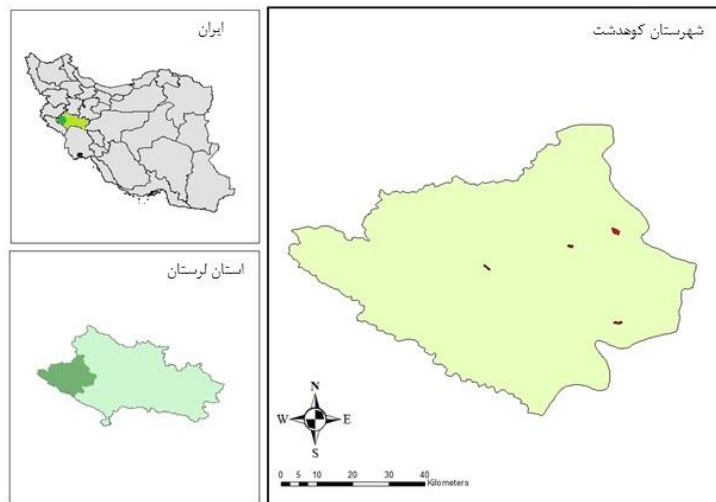 ایران
استان لرستان
شهرستان کوهدشت
N
W E
S
0 5 10 20 30 40
Kilometers